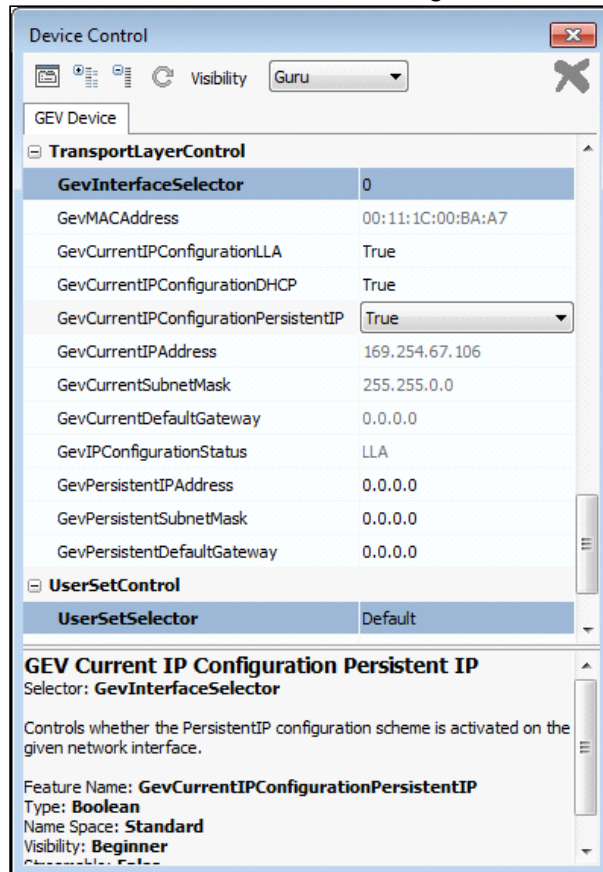 Device Control
Visibility Guru
GEV Device
TransportLayerControl
GevInterfaceSelector 0
GevMACAddress 00:11:1C:00:BA:A7
GevCurrentIPConfigurationLLA True
GevCurrentIPConfigurationDHCP True
GevCurrentIPConfigurationPersistentIP True
GevCurrentIPAddress 169.254.67.106
GevCurrentSubnetMask 255.255.0.0
GevCurrentDefaultGateway 0.0.0.0
GevIPConfigurationStatus LLA
GevPersistentIPAddress 0.0.0.0
GevPersistentSubnetMask 0.0.0.0
GevPersistentDefaultGateway 0.0.0.0
UserSetControl
UserSetSelector Default
GEV Current IP Configuration Persistent IP
Selector: GevInterfaceSelector
Controls whether the PersistentIP configuration scheme is activated on the
given network interface.
Feature Name: GevCurrentIPConfigurationPersistentIP
Type: Boolean
Name Space: Standard
Visibility: Beginner